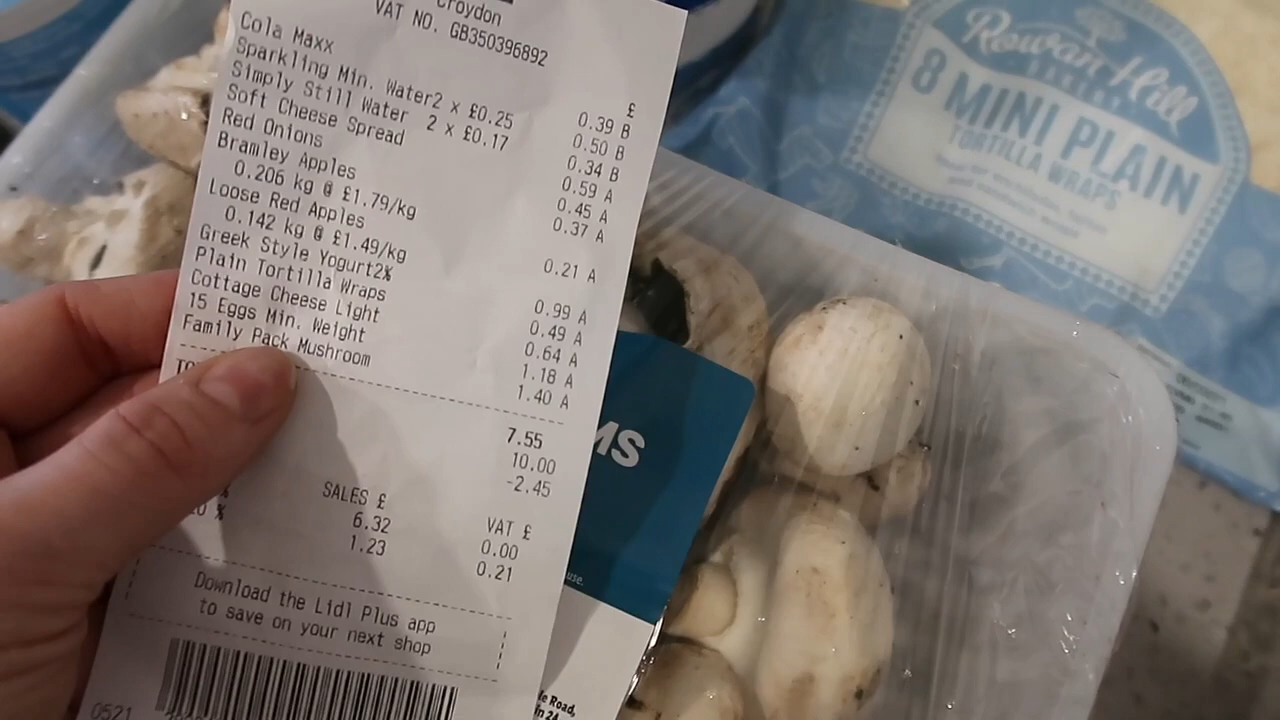 Croydon
VAT NO. GB350396892
£
Cola Maxx 0.39 B
Sparkling Min. Water2 x £0.25 0.50 B
Simply Still Water 2 x £0.17 0.34 B
Soft Cheese Spread 0.59 A
Red Onions 0.45 A
Bramley Apples 0.37 A
0.206 kg @ £1.79/kg
Loose Red Apples 0.21 A
0.142 kg @ £1.49/kg
Greek Style Yogurt2% 0.99 A
Plain Tortilla Wraps 0.49 A
Cottage Cheese Light 0.64 A
15 Eggs Min. Weight 1.18 A
Family Pack Mushroom 1.40 A
7.55
10.00
-2.45
% SALES £ VAT £
6.32 0.00
%  1.23 0.21
Download the Lidl Plus app
to save on your next shop
0521
MS
use.
Road,
in 24
Rowan Hill
BAKERY
8 MINI PLAIN
TORTILLA WRAPS